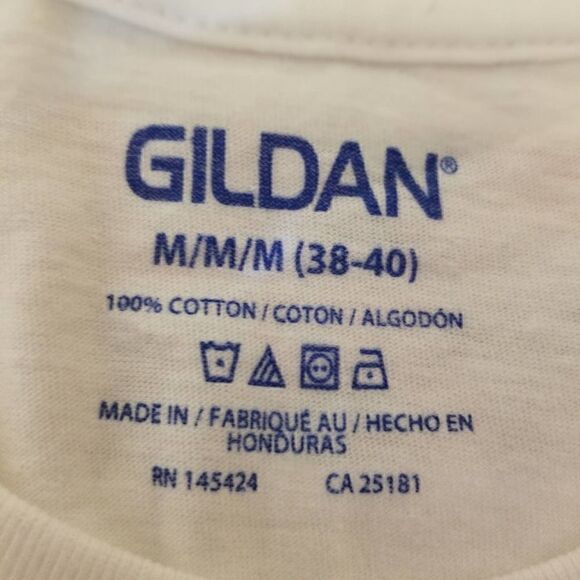 GILDAN®
M/M/M (38-40)
100% COTTON / COTON / ALGODÓN
MADE IN / FABRIQUÉ AU / HECHO EN
HONDURAS
RN 145424 CA 25181